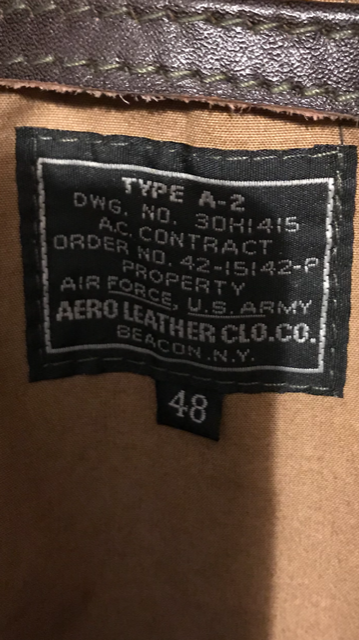 TYPE A-2
DWG. NO. 30H1415
A.C. CONTRACT
ORDER NO. 42-15142-P
PROPERTY
AIR FORCE, U.S. ARMY
AERO LEATHER CLO.CO.
BEACON, N.Y.
48